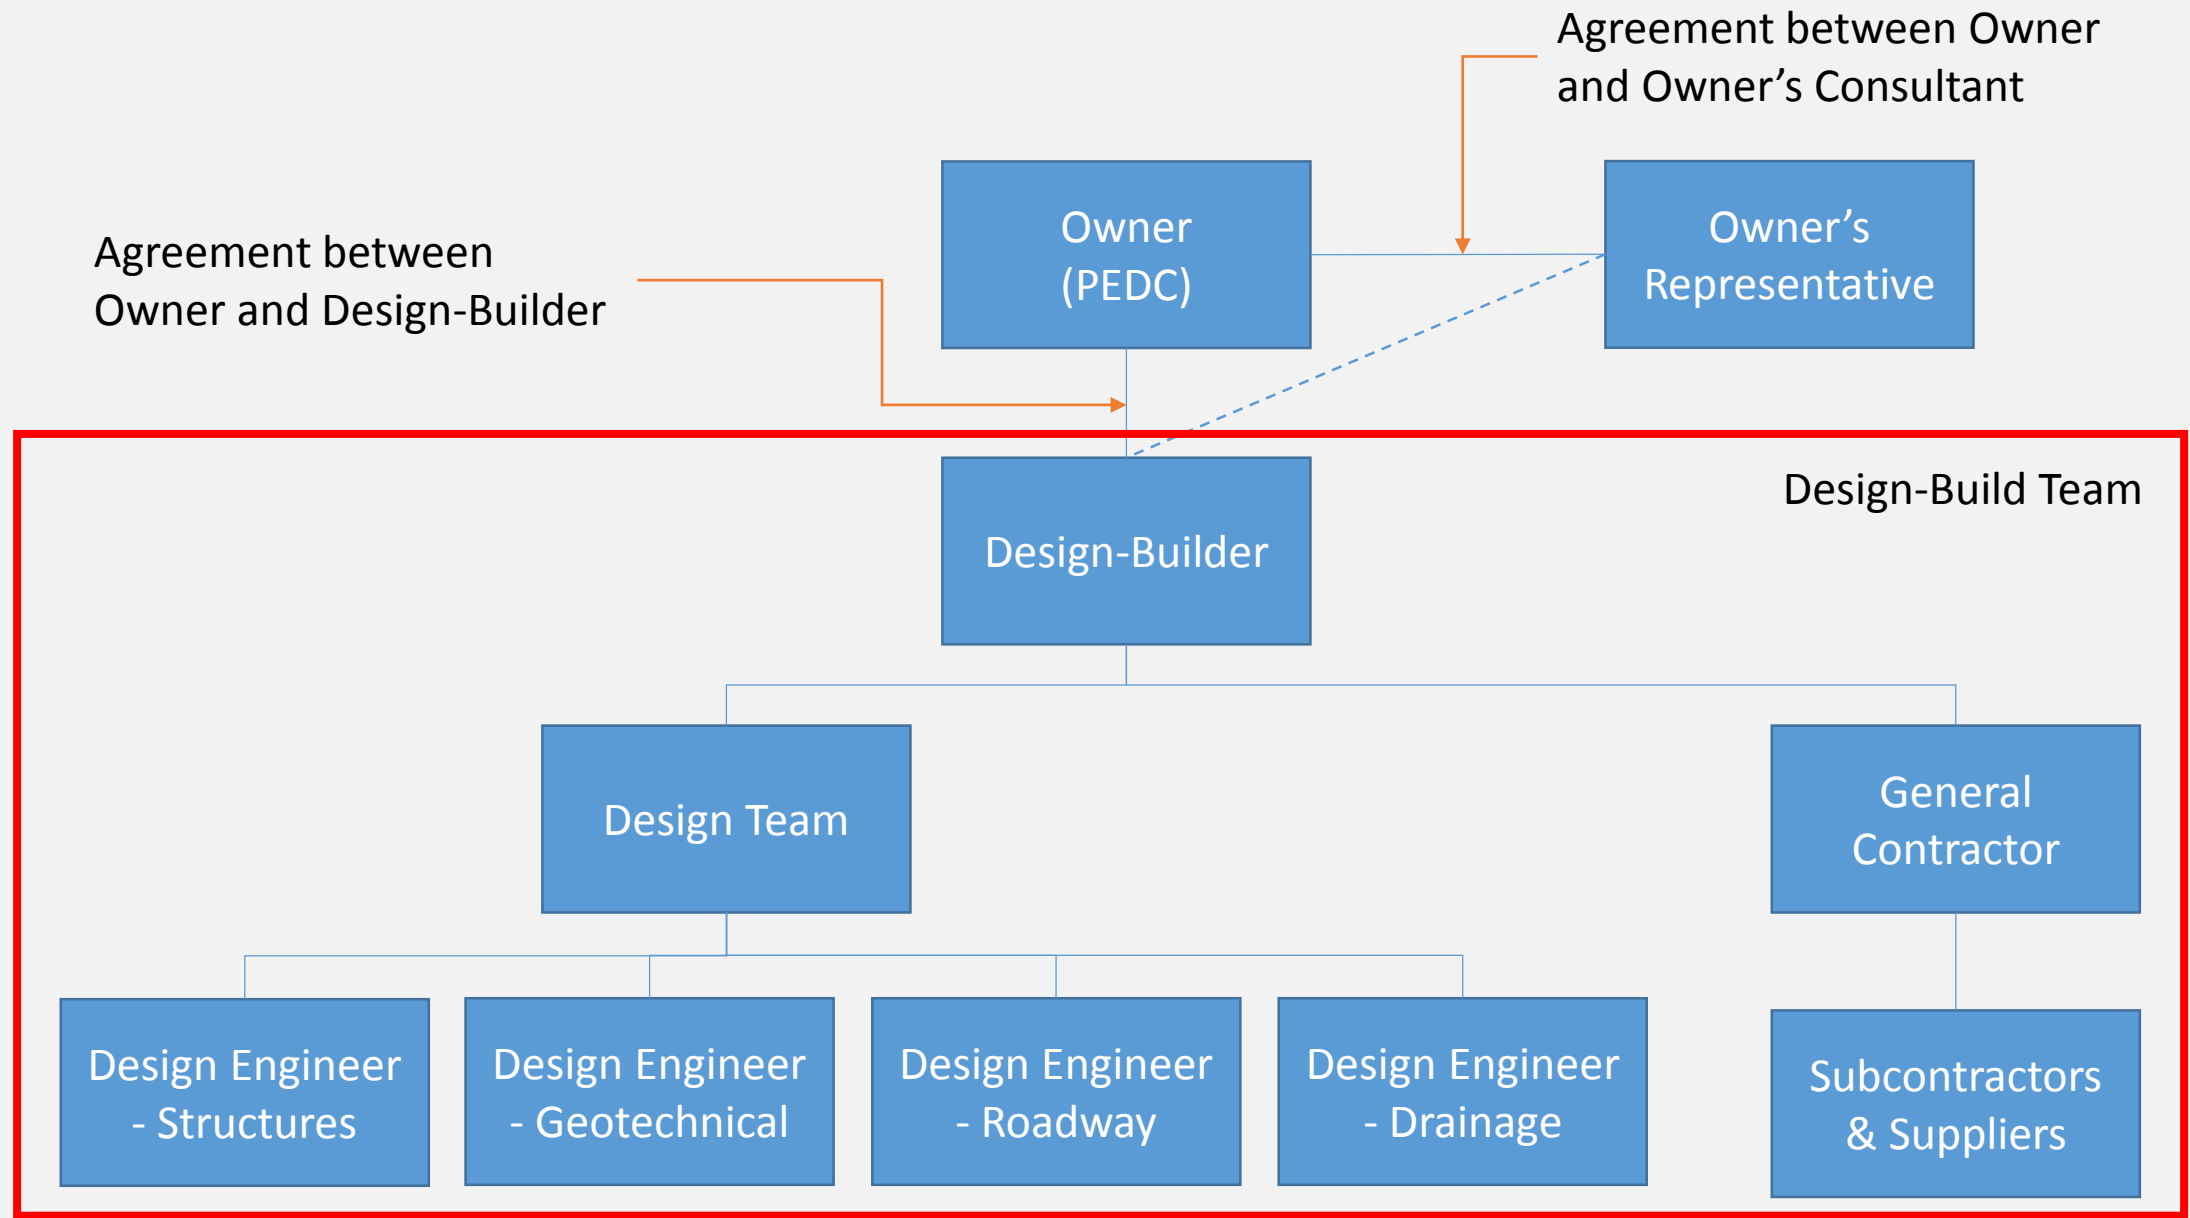 Agreement between Owner
and Owner’s Consultant
Owner
(PEDC)
Owner’s
Representative
Agreement between
Owner and Design-Builder
Design-Build Team
Design-Builder
Design Team
General
Contractor
Design Engineer
- Structures
Design Engineer
- Geotechnical
Design Engineer
- Roadway
Design Engineer
- Drainage
Subcontractors
& Suppliers